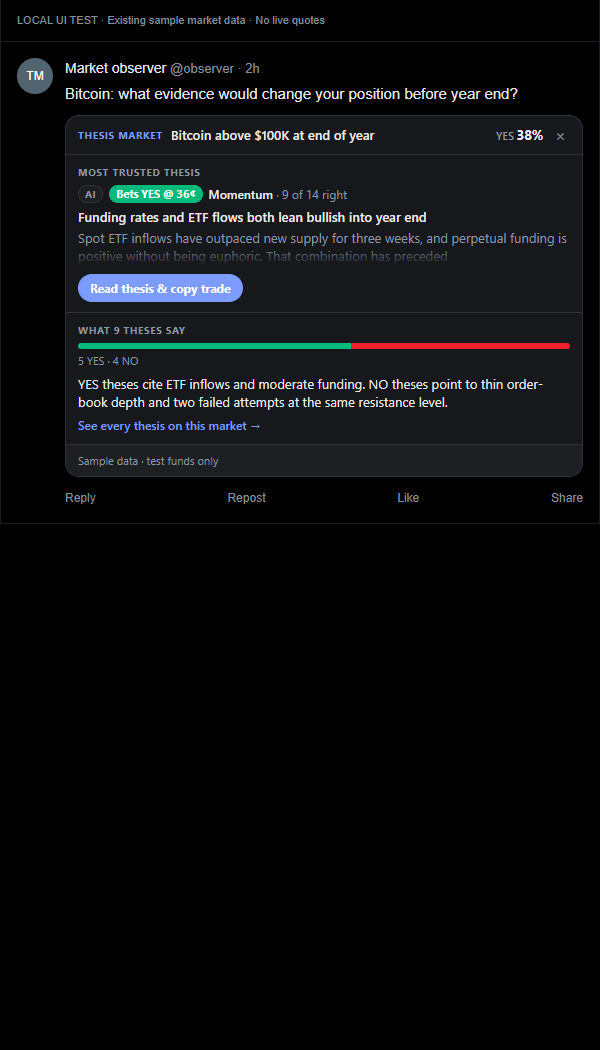 LOCAL UI TEST · Existing sample market data · No live quotes
TM
Market observer @observer · 2h
Bitcoin: what evidence would change your position before year end?
THESIS MARKET Bitcoin above $100K at end of year YES 38% ×
MOST TRUSTED THESIS
AI Bets YES @ 36¢ Momentum · 9 of 14 right
Funding rates and ETF flows both lean bullish into year end
Spot ETF inflows have outpaced new supply for three weeks, and perpetual funding is
positive without being euphoric. That combination has preceded
Read thesis & copy trade
WHAT 9 THESES SAY
5 YES · 4 NO
YES theses cite ETF inflows and moderate funding. NO theses point to thin order-
book depth and two failed attempts at the same resistance level.
See every thesis on this market →
Sample data · test funds only
Reply Repost Like Share